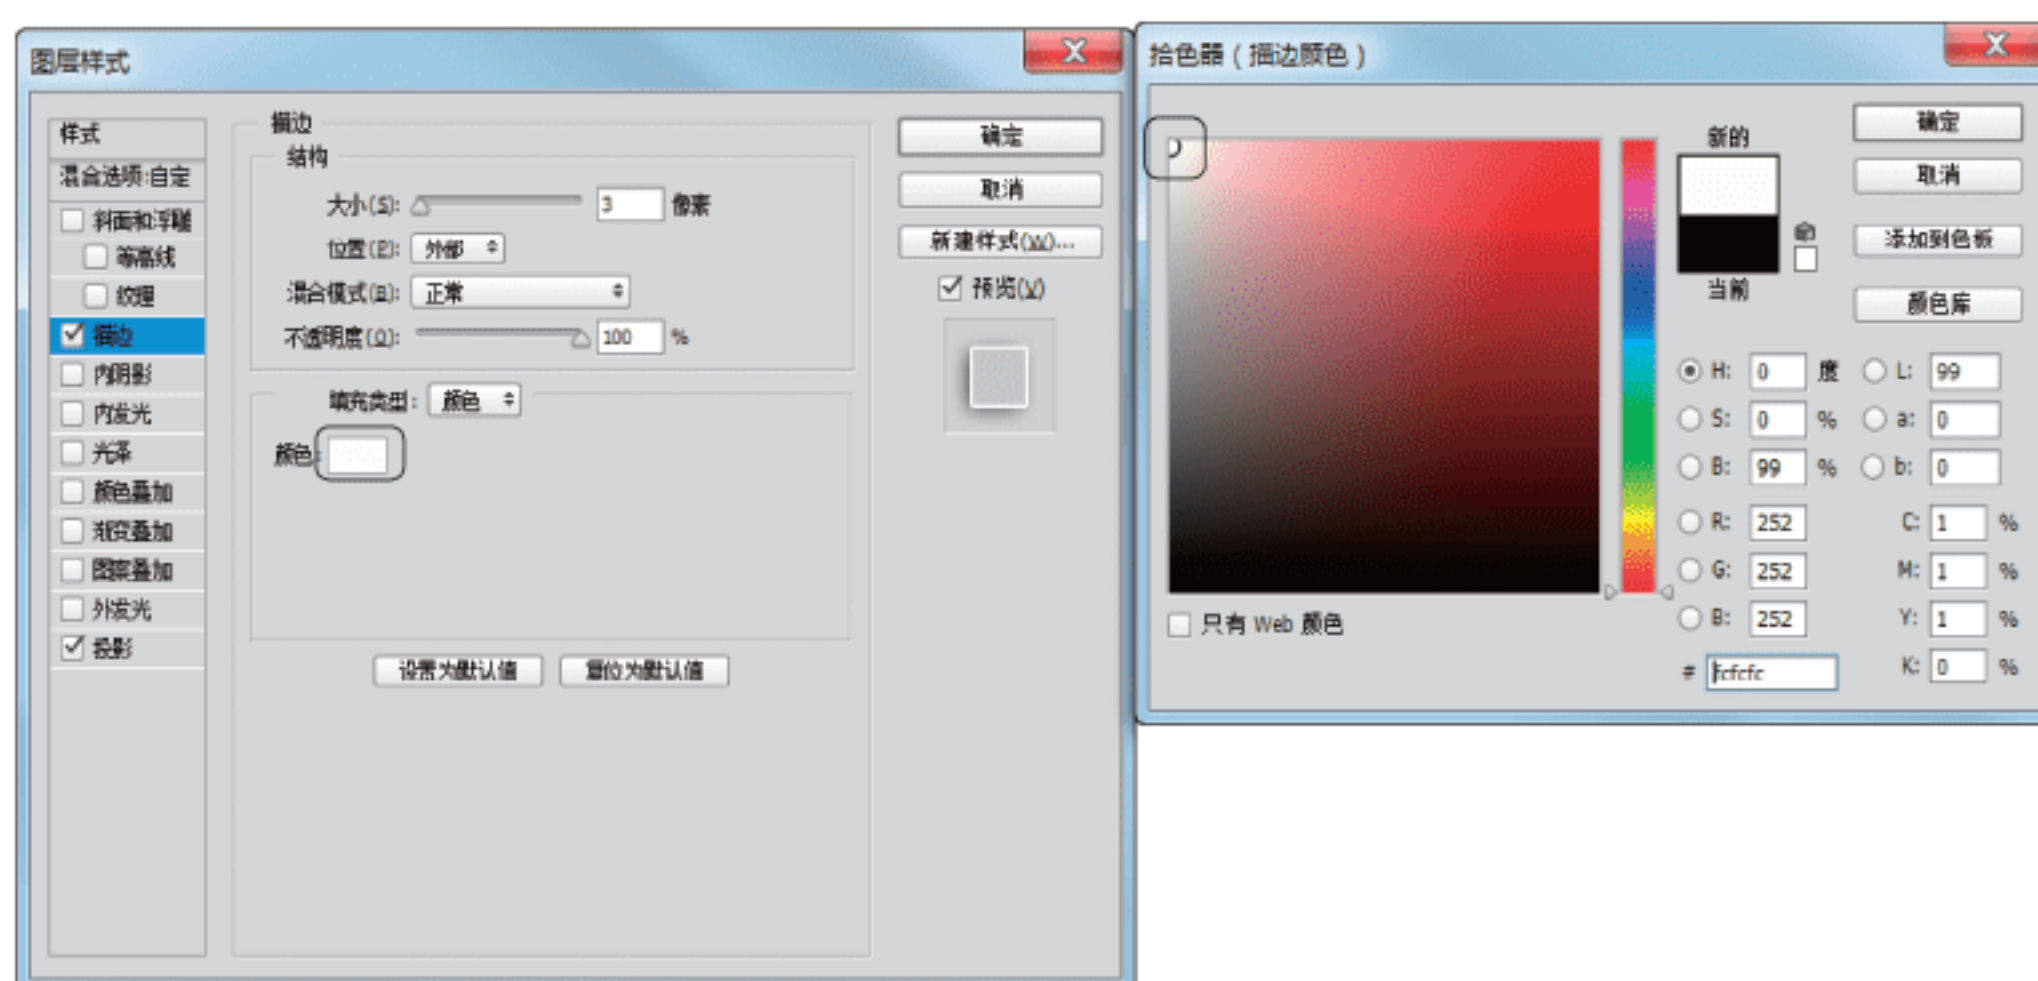 图层样式
样式
混合选项:自定
斜面和浮雕
等高线
纹理
描边
内阴影
内发光
光泽
颜色叠加
渐变叠加
图案叠加
外发光
投影
描边
结构
大小(S): 3 像素
位置(P): 外部
混合模式(B): 正常
不透明度(O): 100 %
填充类型: 颜色
颜色:
设置为默认值 复位为默认值
确定
取消
新建样式(W)...
预览(V)
拾色器(描边颜色)
只有 Web 颜色
新的
当前
确定
取消
添加到色板
颜色库
H: 0 度 L: 99
S: 0 % a: 0
B: 99 % b: 0
R: 252 C: 1 %
G: 252 M: 1 %
B: 252 Y: 1 %
# fcfcfc K: 0 %